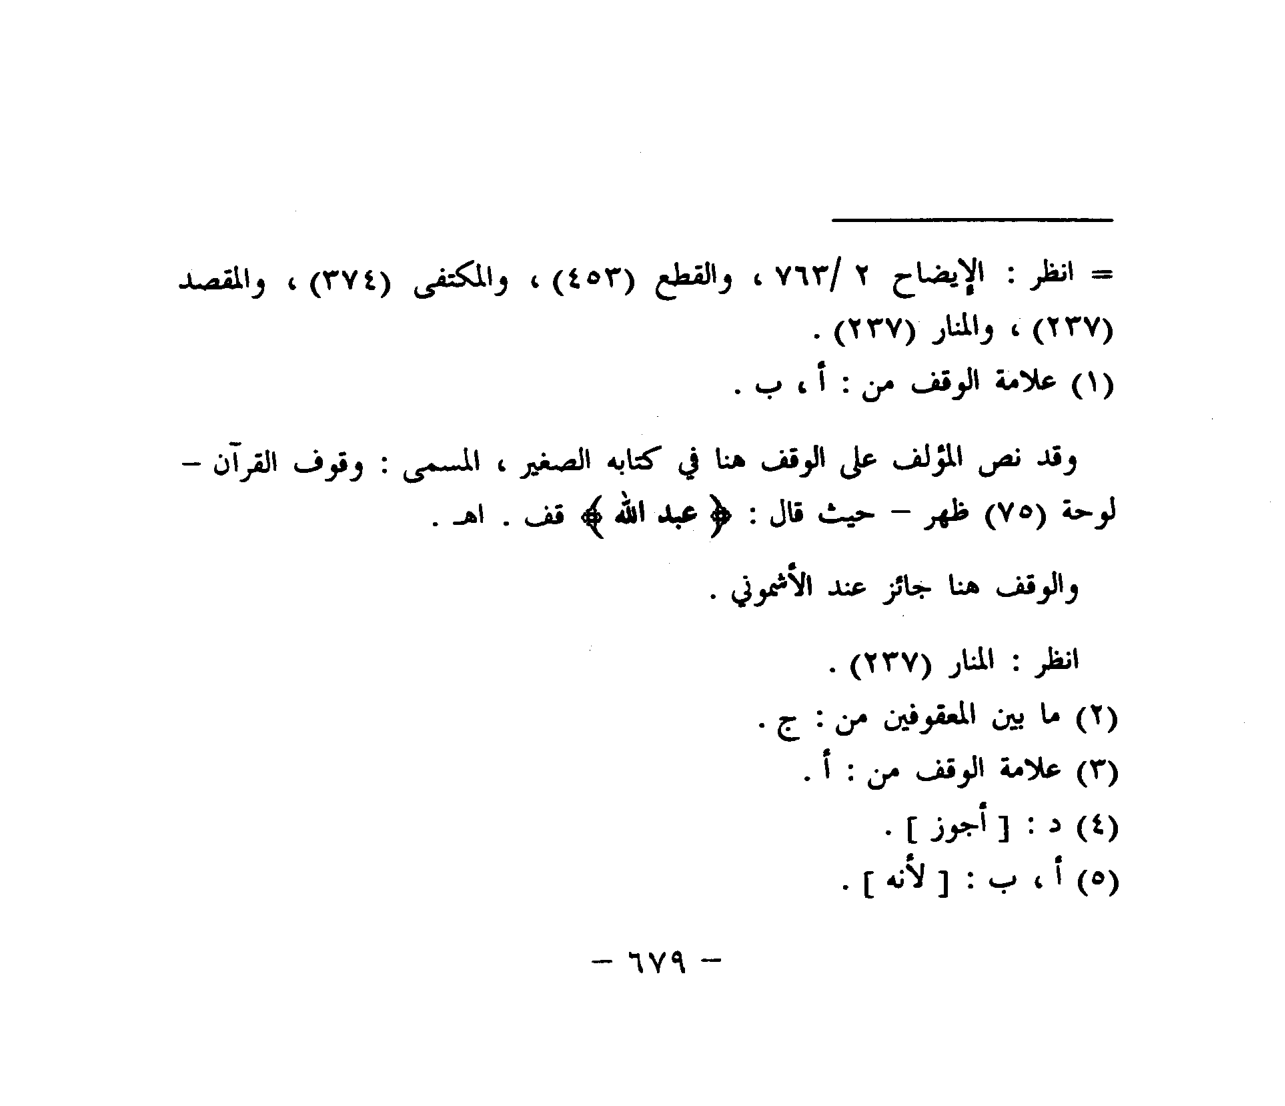 = انظر : الإيضاح ٢ /٧٦٣ ، والقطع (٤٥٣) ، والمكتفى (٣٧٤) ، والمقصد
(٢٣٧) ، والمنار (٢٣٧) .
(١) علامة الوقف من : أ ، ب .
وقد نص المؤلف على الوقف هنا في كتابه الصغير ، المسمى : وقوف القرآن –
لوحة (٧٥) ظهر – حيث قال : ﴿ عبد الله ﴾ قف . اهـ .
والوقف هنا جائز عند الأشموني .
انظر : المنار (٢٣٧) .
(٢) ما بين المعقوفين من : ج .
(٣) علامة الوقف من : أ .
(٤) د : [ أجوز ] .
(٥) أ ، ب : [ لأنه ] .
– ٦٧٩ –